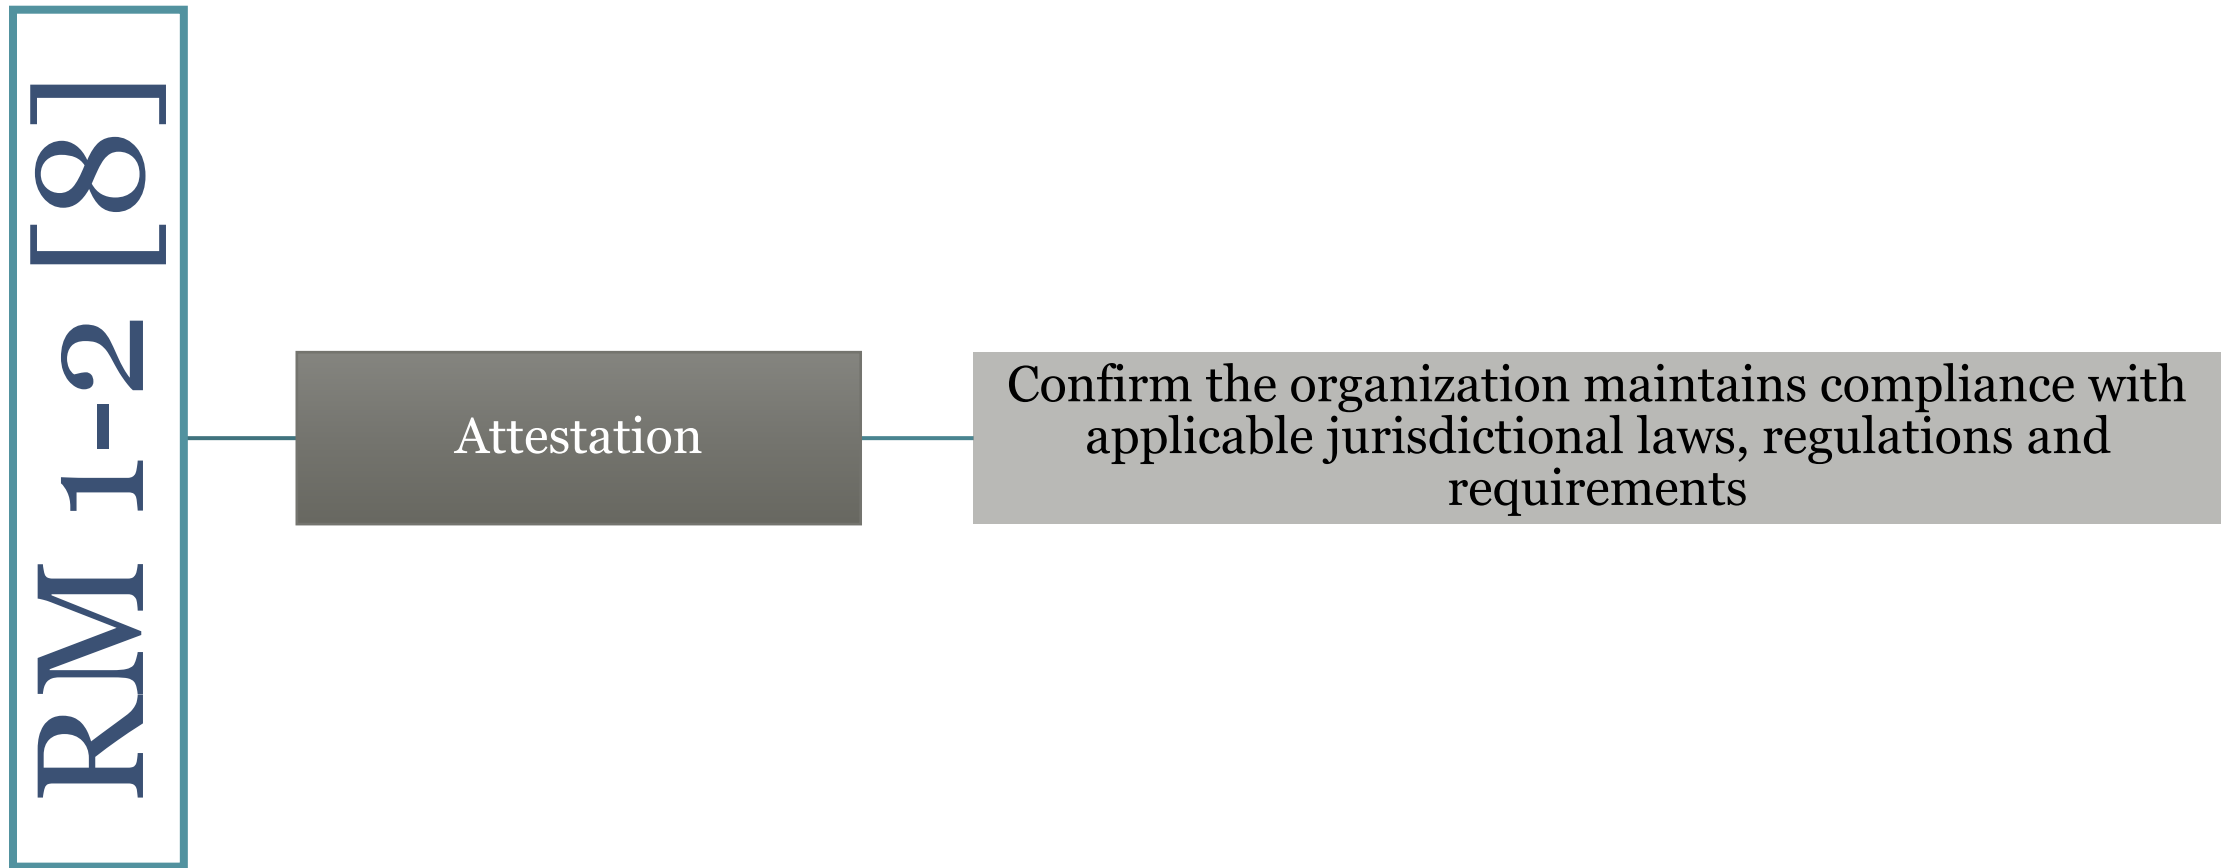 RM 1-2 [8]
Attestation
Confirm the organization maintains compliance with
applicable jurisdictional laws, regulations and
requirements